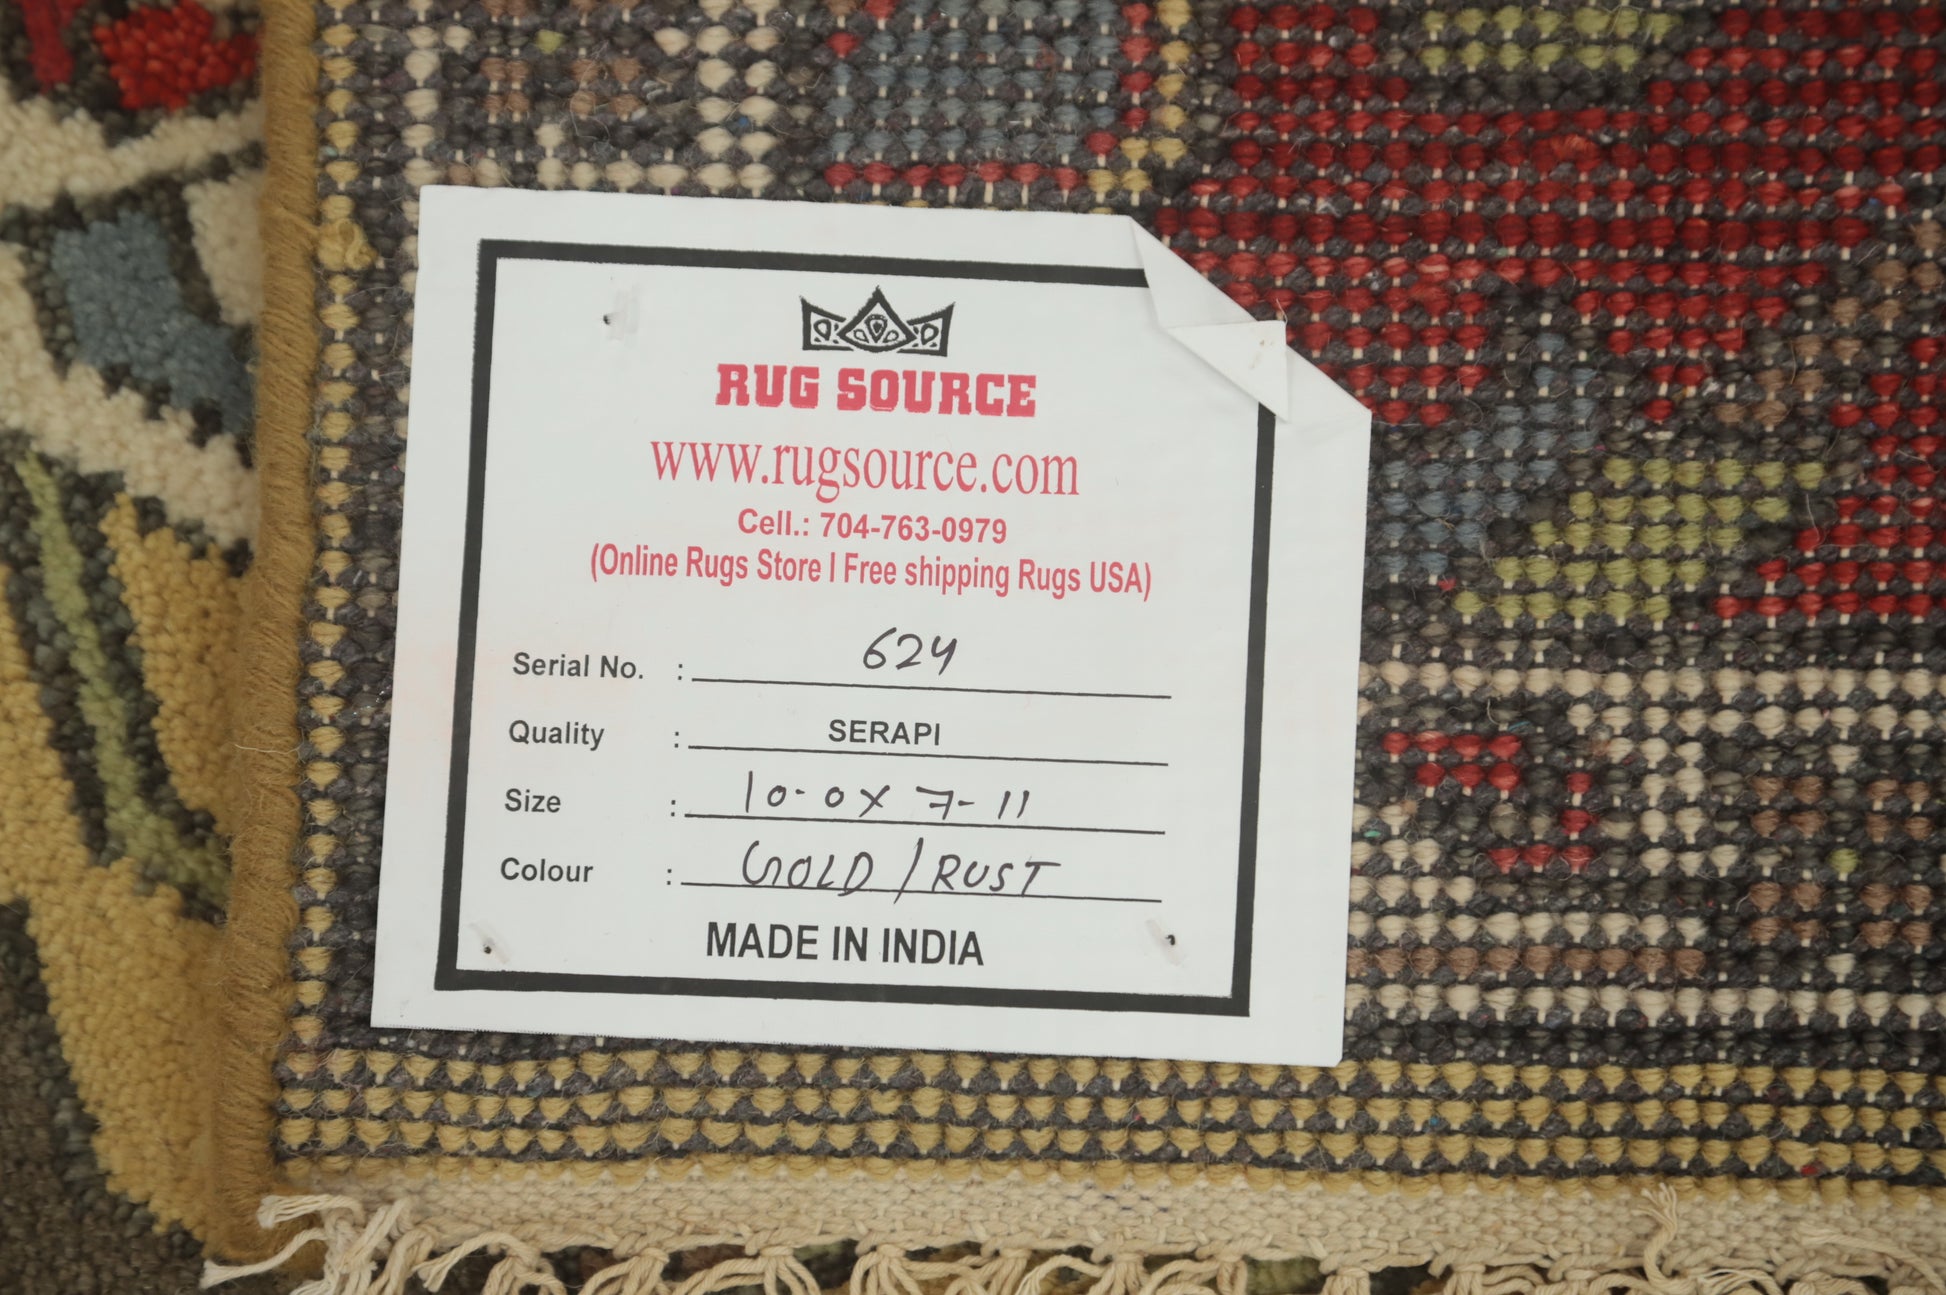 RUG SOURCE
www.rugsource.com
Cell.: 704-763-0979
(Online Rugs Store | Free shipping Rugs USA)
Serial No. : 624
Quality : SERAPI
Size : 10-0X 7-11
Colour : GOLD / RUST
MADE IN INDIA